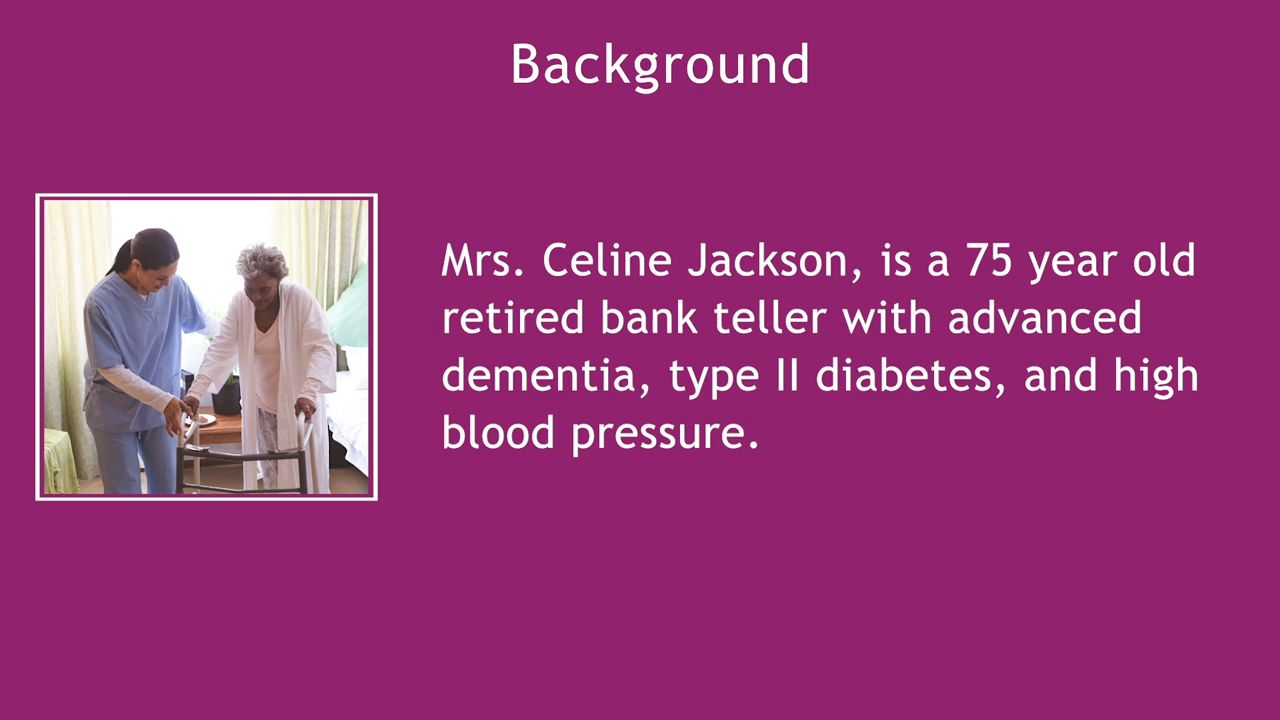 Background
Mrs. Celine Jackson, is a 75 year old
retired bank teller with advanced
dementia, type II diabetes, and high
blood pressure.